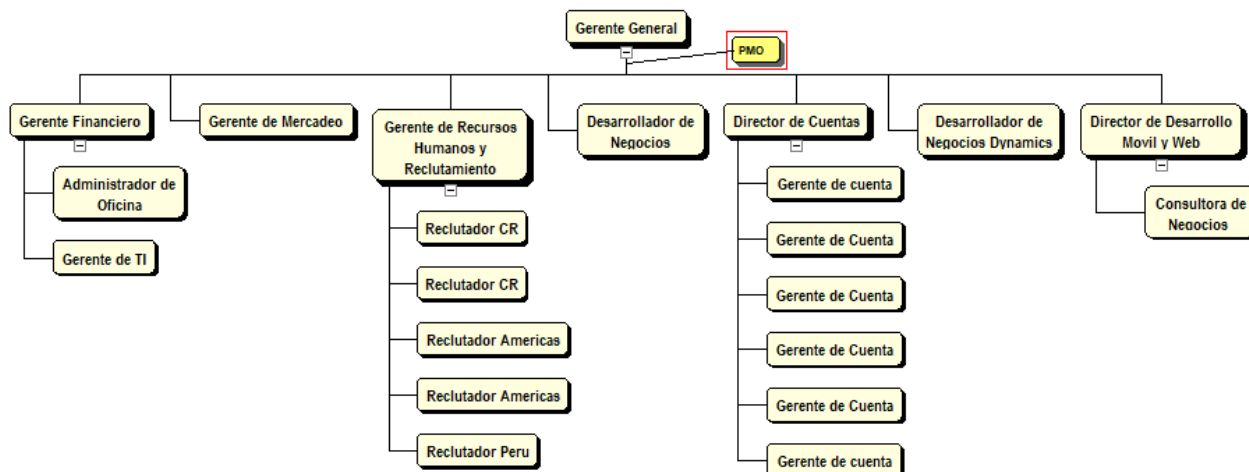 Gerente General
PMO
Gerente Financiero
Gerente de Mercadeo
Gerente de Recursos
Humanos y
Reclutamiento
Desarrollador de
Negocios
Director de Cuentas
Desarrollador de
Negocios Dynamics
Director de Desarrollo
Movil y Web
Administrador de
Oficina
Gerente de TI
Reclutador CR
Reclutador CR
Reclutador Americas
Reclutador Americas
Reclutador Peru
Gerente de cuenta
Gerente de Cuenta
Gerente de Cuenta
Gerente de Cuenta
Gerente de Cuenta
Gerente de cuenta
Consultora de
Negocios